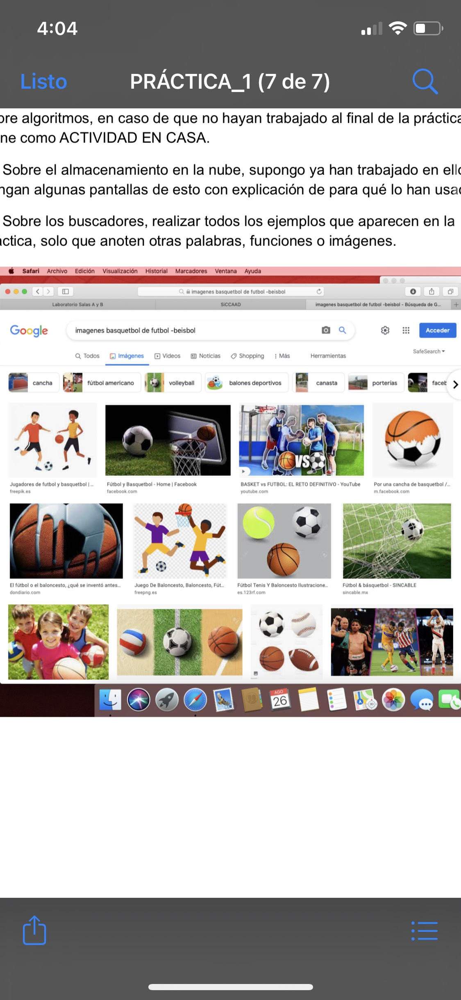 4:04
Listo
PRÁCTICA_1 (7 de 7)
algoritmos, en caso de que no hayan trabajado al final de la
como ACTIVIDAD EN CASA.
Sobre el almacenamiento en la nube, supongo ya han trabajado en
algunas pantallas de esto con explicación de para qué lo han
Sobre los buscadores, realizar todos los ejemplos que aparecen en la
solo que anoten otras palabras, funciones o imágenes.
Safari Archivo Edición Visualización Historial Marcadores Ventana Ayuda
imagenes basquetbol de futbol -beisbol
Laboratorio Salas A y B
SiCCAAD
imagenes basquetbol de futbol -beisbol - Búsqueda de G...
Google
imagenes basquetbol de futbol -beisbol
Acceder
Todos Imágenes Videos Noticias Shopping Más Herramientas
SafeSearch
cancha
fútbol americano
volleyball
balones deportivos
canasta
porterías
VS
Jugadores de futbol y basquetbol | ...
freepik.es
Fútbol y Basquetbol - Home | Facebook
facebook.com
BASKET vs FUTBOL: EL RETO DEFINITIVO - YouTube
youtube.com
Por una cancha de basquetbol /...
m.facebook.com
El fútbol o el baloncesto, ¿qué se inventó antes...
dondiario.com
Juego De Baloncesto, Baloncesto, Fút...
freepng.es
Fútbol Tenis Y Baloncesto Ilustracione...
es.123rf.com
Fútbol & básquetbol - SINCABLE
sincable.mx
MATTEO
AGO
26
3D